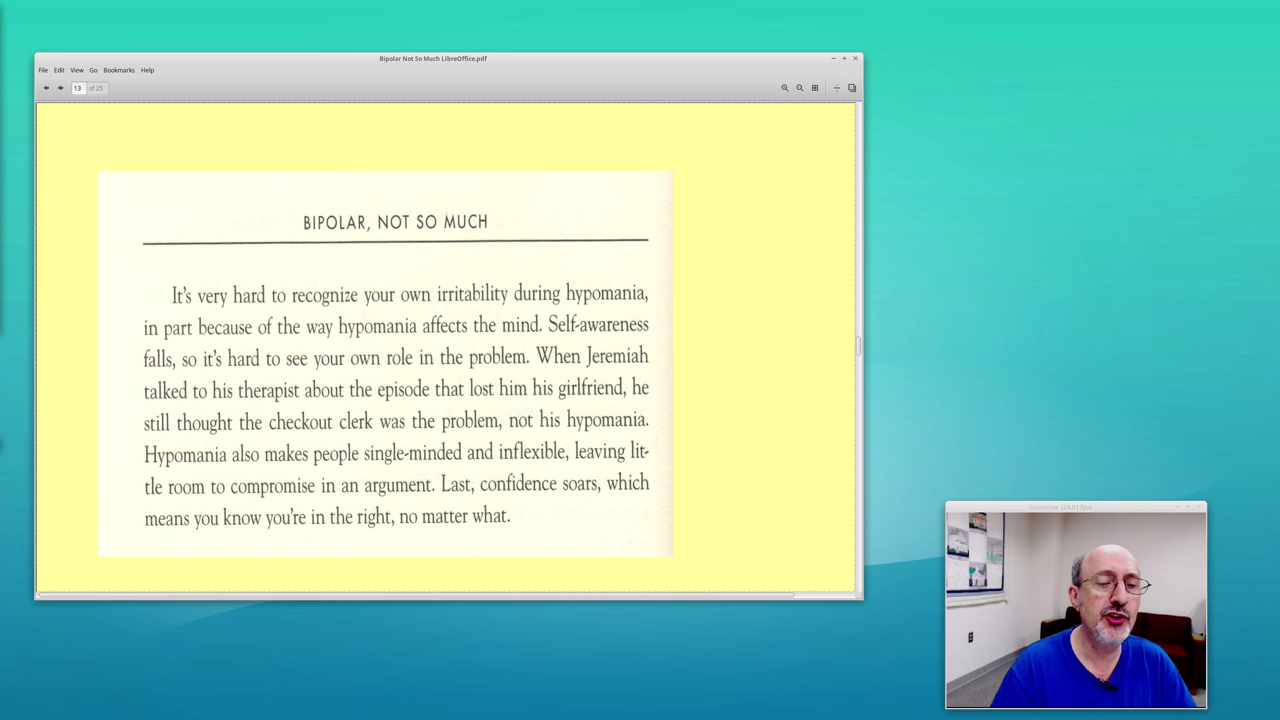 Bipolar Not So Much LibreOffice.pdf
File Edit View Go Bookmarks Help
13 of 25
BIPOLAR, NOT SO MUCH
It's very hard to recognize your own irritability during hypomania,
in part because of the way hypomania affects the mind. Self-awareness
falls, so it's hard to see your own role in the problem. When Jeremiah
talked to his therapist about the episode that lost him his girlfriend, he
still thought the checkout clerk was the problem, not his hypomania.
Hypomania also makes people single-minded and inflexible, leaving lit-
tle room to compromise in an argument. Last, confidence soars, which
means you know you're in the right, no matter what.